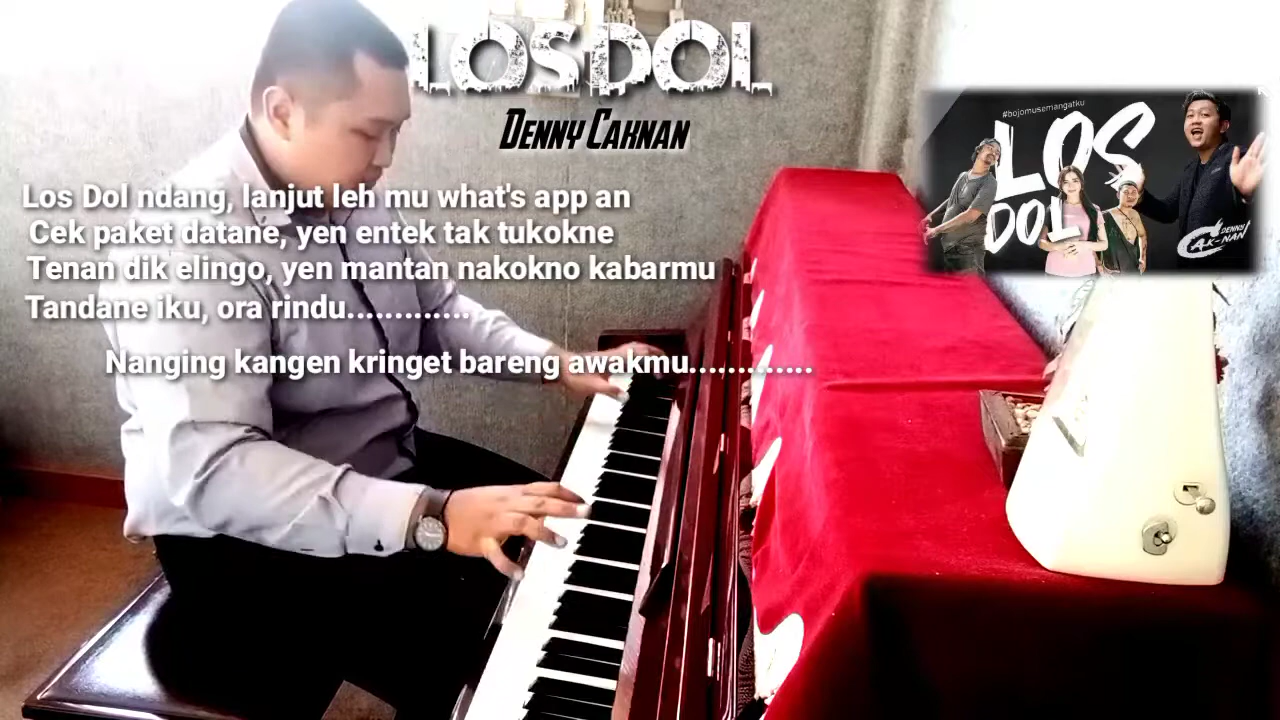 LOS DOL
DENNY CAKNAN
Los Dol ndang, lanjut leh mu what's app an
Cek paket datane, yen entek tak tukokne
Tenan dik elingo, yen mantan nakokno kabarmu
Tandane iku, ora rindu.............
Nanging kangen kringet bareng awakmu.............
#bojomusemangatku
LOS
DOL
DENNY
CAK-NAN